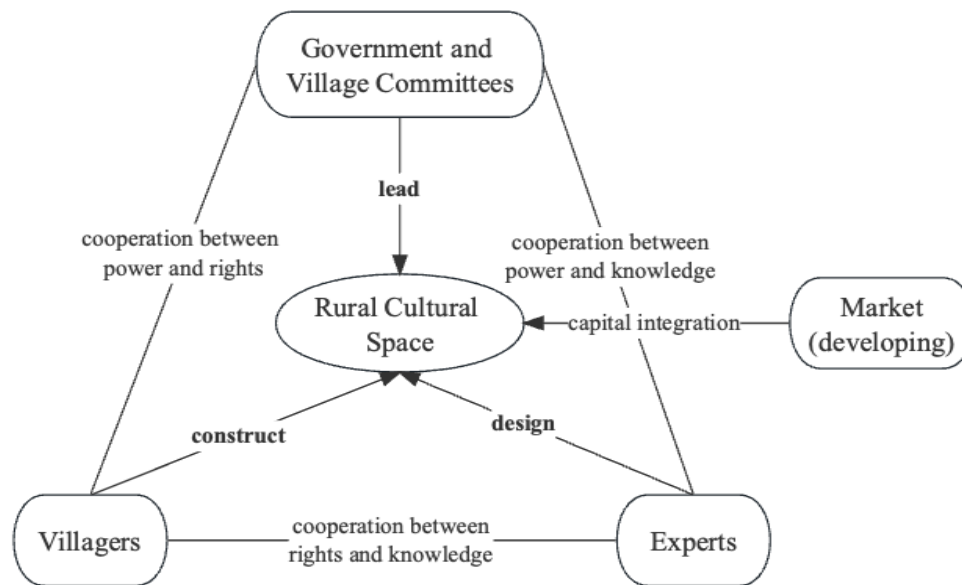 Government and
Village Committees
lead
cooperation between
power and rights
cooperation between
power and knowledge
Rural Cultural
Space
capital integration
Market
(developing)
construct
design
Villagers
cooperation between
rights and knowledge
Experts